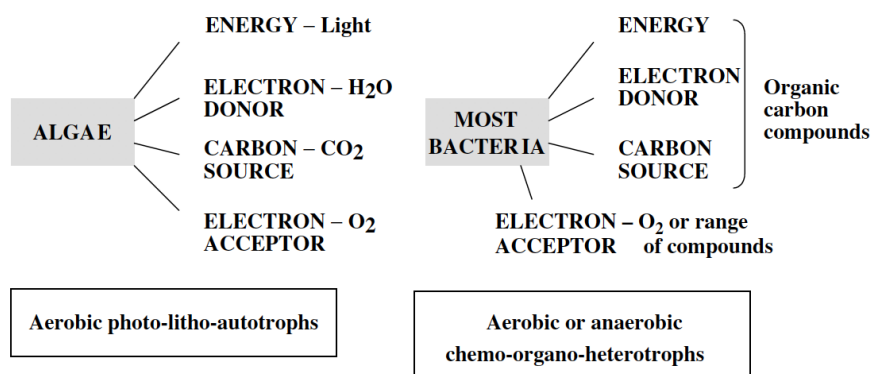 ENERGY – Light
ELECTRON – H2O
DONOR
ALGAE
CARBON – CO2
SOURCE
ELECTRON – O2
ACCEPTOR
Aerobic photo-litho-autotrophs
ENERGY
ELECTRON
DONOR
MOST
BACTERIA
CARBON
SOURCE
Organic
carbon
compounds
ELECTRON – O2 or range
ACCEPTOR of compounds
Aerobic or anaerobic
chemo-organo-heterotrophs